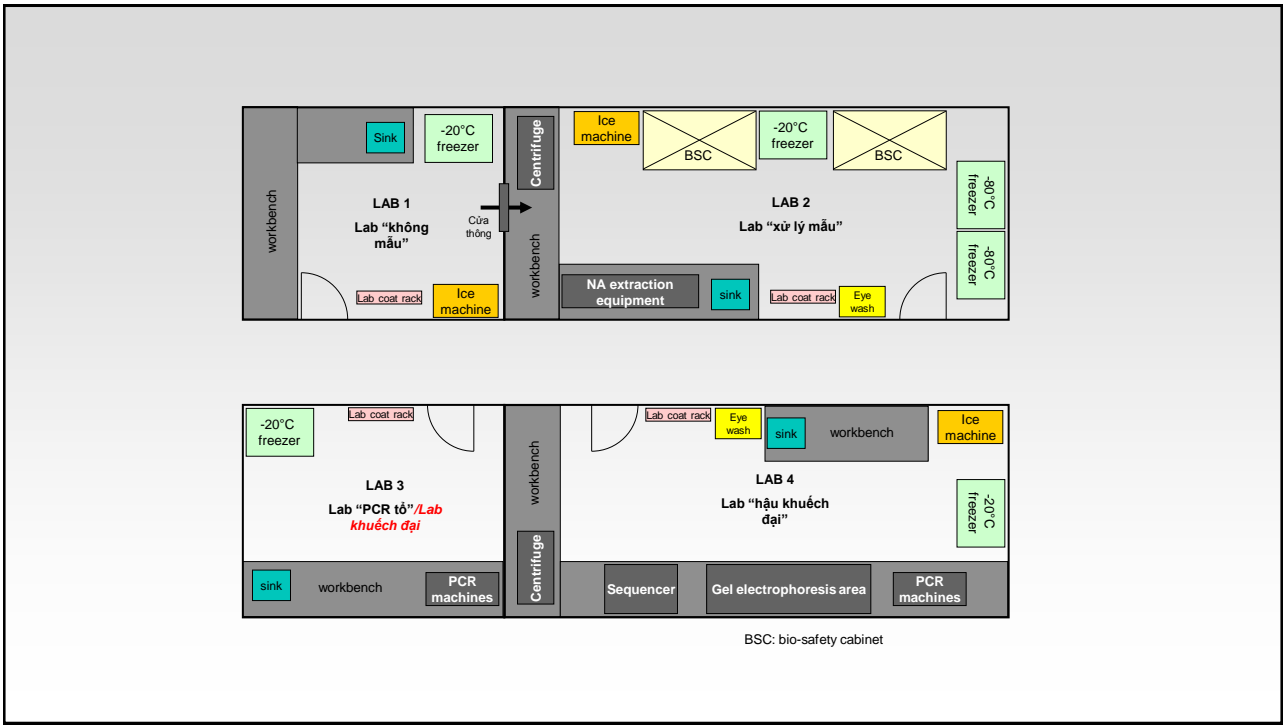 workbench
Sink
-20°C
freezer
LAB 1
Lab “không
mẫu”
Cửa
thông
Lab coat rack
Ice
machine
Centrifuge
workbench
Ice
machine
BSC
-20°C
freezer
BSC
-80°C
freezer
-80°C
freezer
LAB 2
Lab “xử lý mẫu”
NA extraction
equipment
sink
Lab coat rack
Eye
wash
-20°C
freezer
Lab coat rack
LAB 3
Lab “PCR tổ”/Lab
khuếch đại
sink
workbench
PCR
machines
workbench
Centrifuge
Lab coat rack
Eye
wash
sink
workbench
Ice
machine
LAB 4
Lab “hậu khuếch
đại”
-20°C
freezer
Sequencer
Gel electrophoresis area
PCR
machines
BSC: bio-safety cabinet